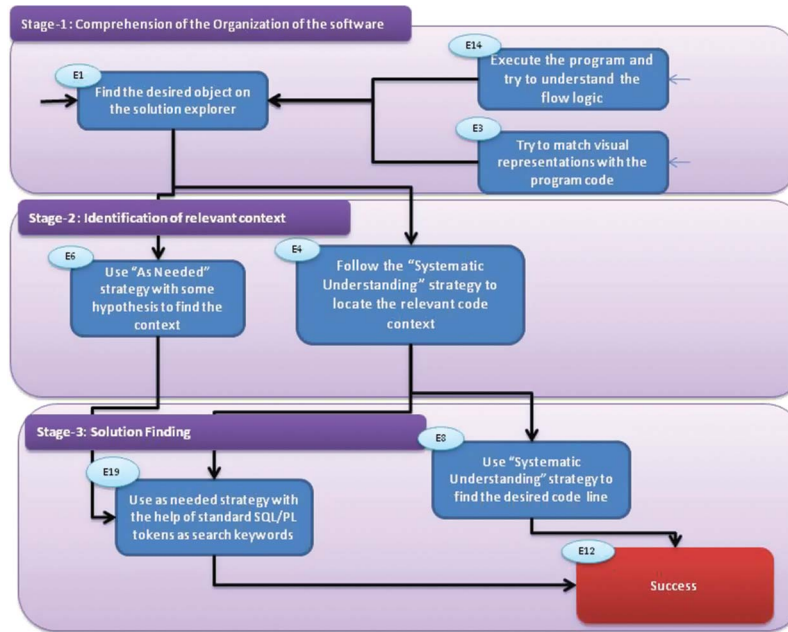 Stage-1: Comprehension of the Organization of the software
E14
Execute the program and
try to understand the
flow logic
E1
Find the desired object on
the solution explorer
E3
Try to match visual
representations with the
program code
Stage-2: Identification of relevant context
E6
Use “As Needed”
strategy with some
hypothesis to find the
context
E4
Follow the “Systematic
Understanding” strategy to
locate the relevant code
context
Stage-3: Solution Finding
E8
Use “Systematic
Understanding” strategy to
find the desired code line
E19
Use as needed strategy with
the help of standard SQL/PL
tokens as search keywords
E12
Success